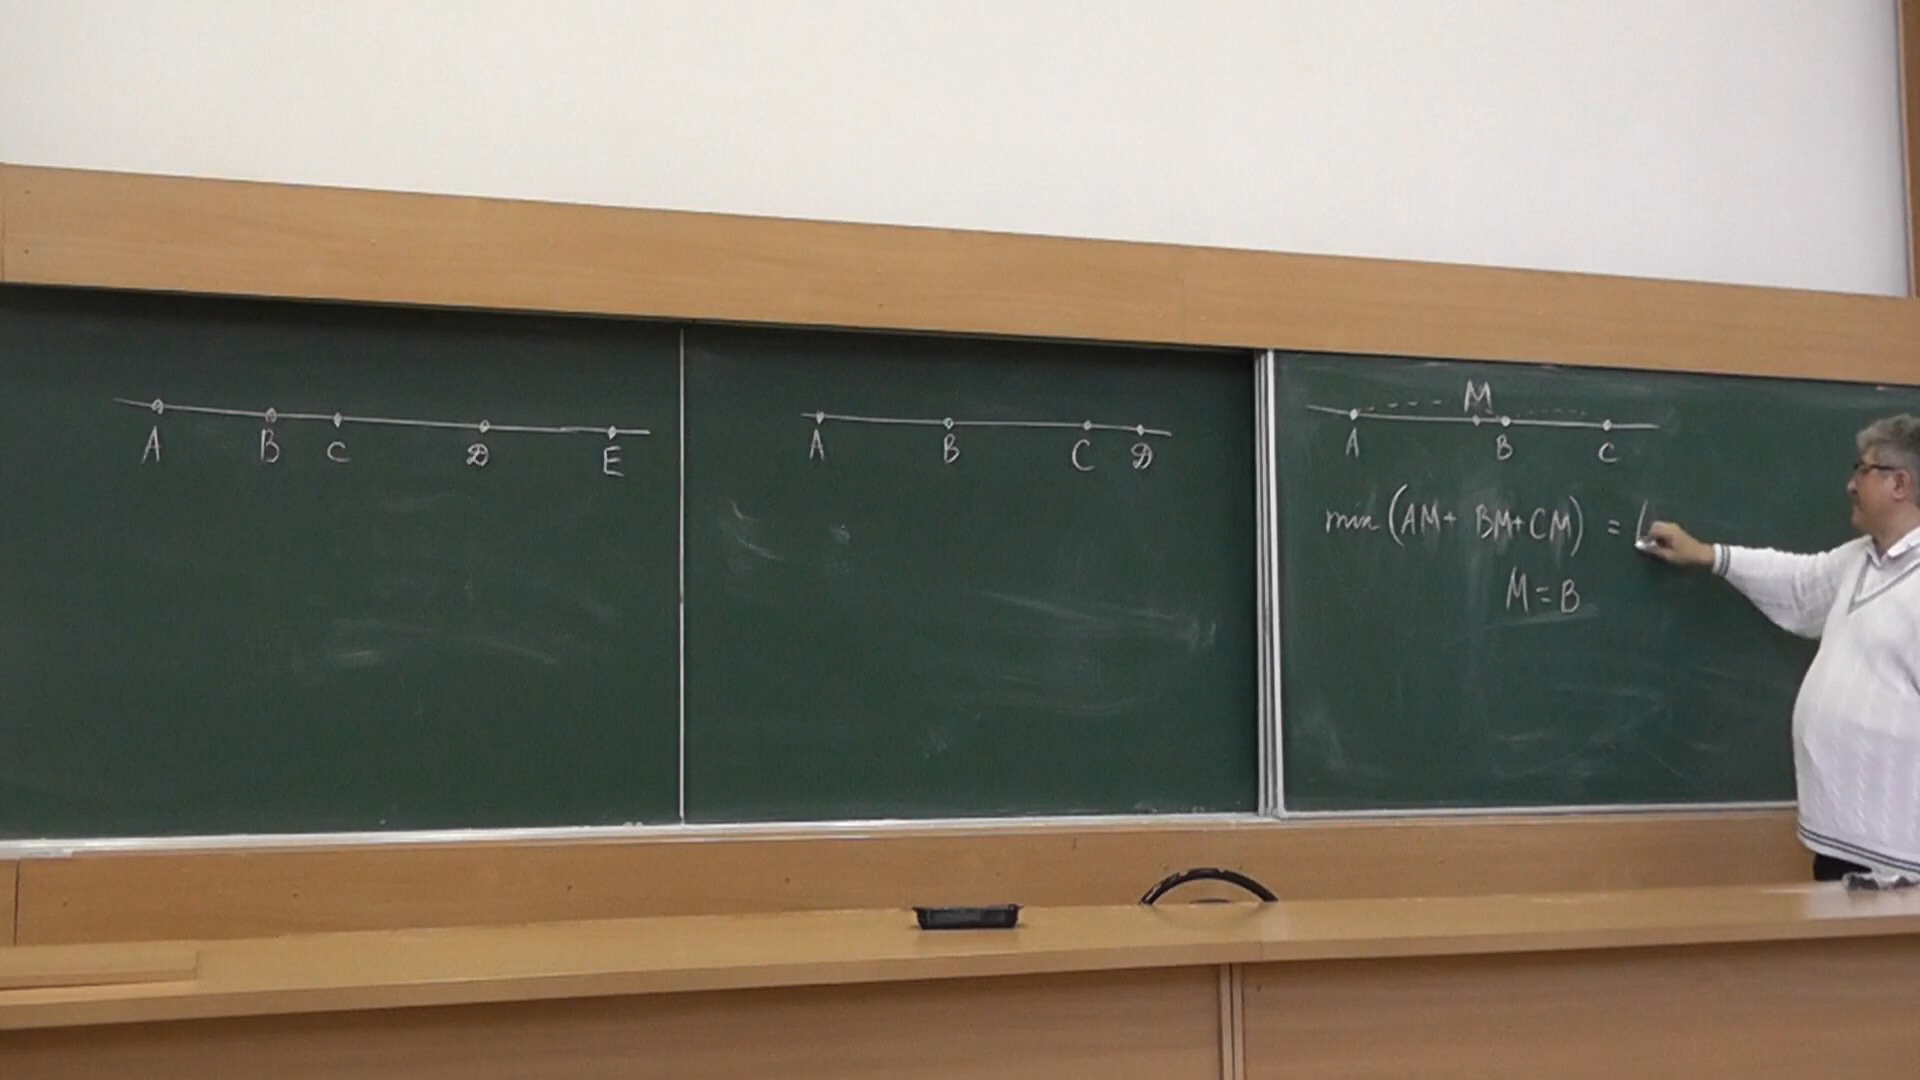 A B C D E
A B C D
M
A B C
min (AM + BM + CM) = (
M = B